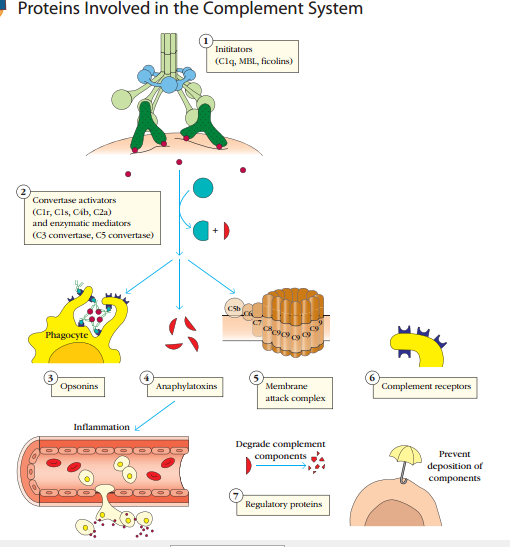 Proteins Involved in the Complement System
1
Inititators
(C1q, MBL, ficolins)
2
Convertase activators
(C1r, C1s, C4b, C2a)
and enzymatic mediators
(C3 convertase, C5 convertase)
+
C5b
C6
C7
C8
C9
C9
C9
C9
C9
Phagocyte
3
Opsonins
4
Anaphylatoxins
5
Membrane
attack complex
6
Complement receptors
Inflammation
Degrade complement
components
7
Regulatory proteins
Prevent
deposition of
components